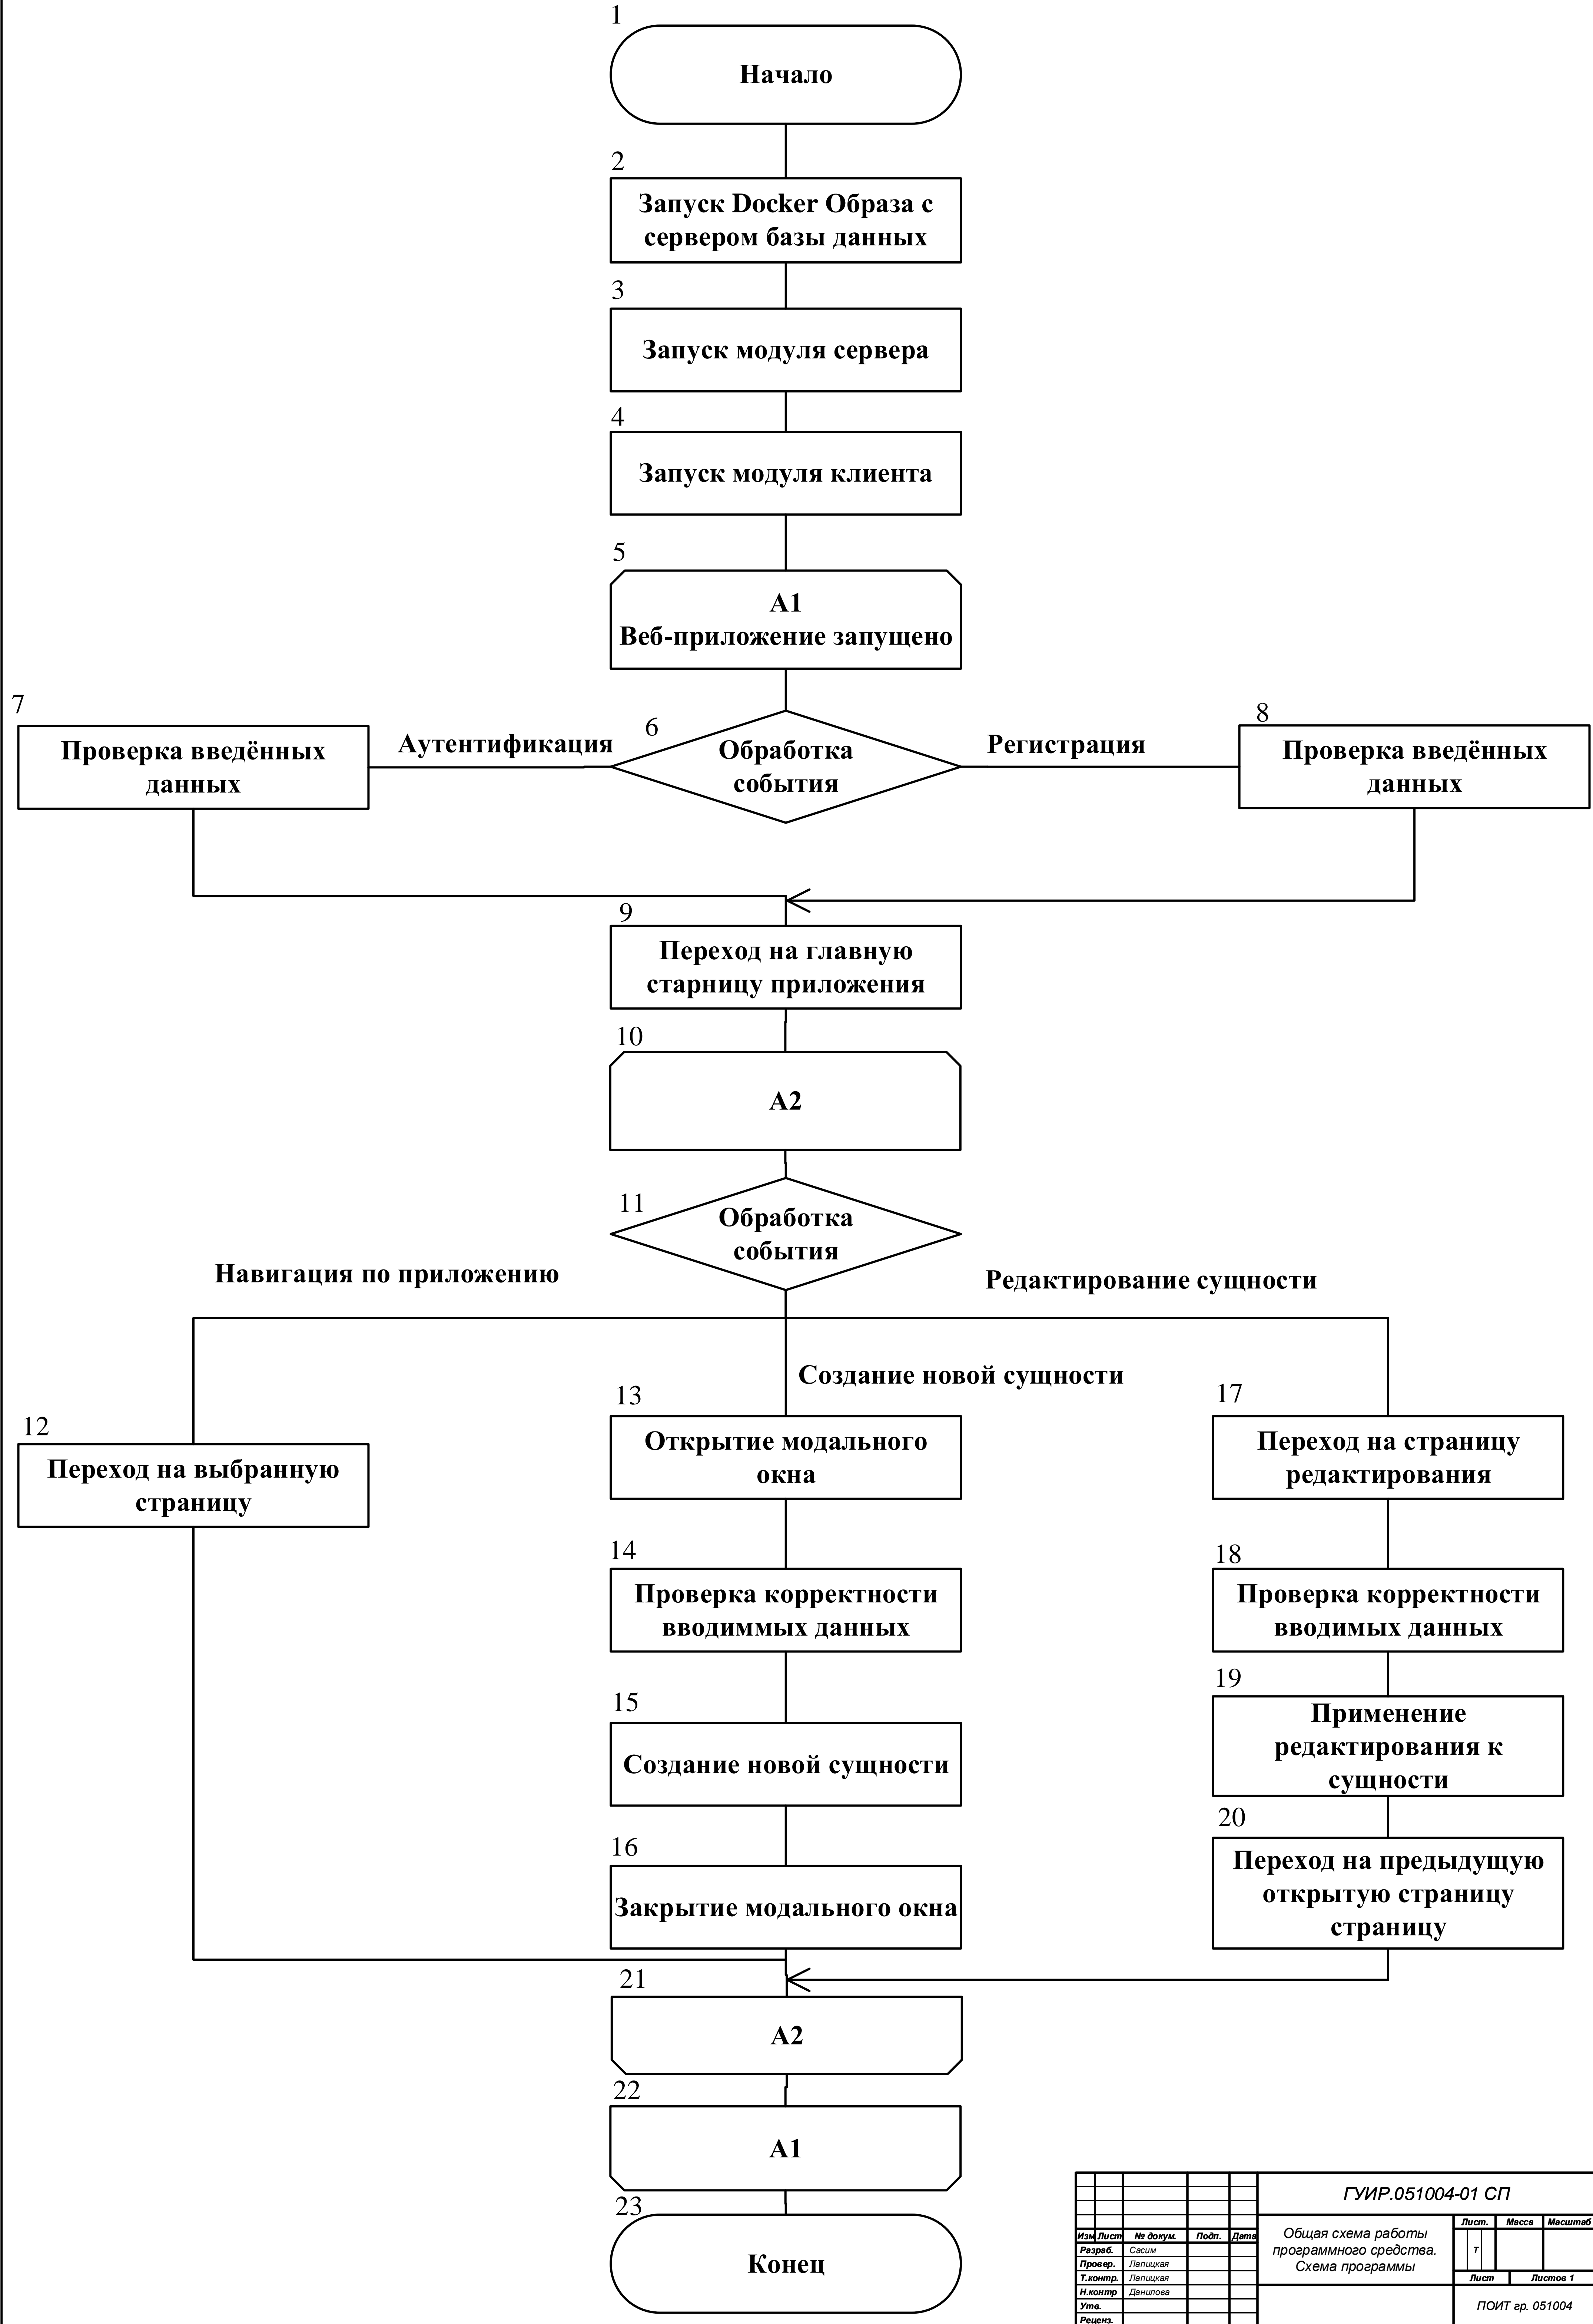 1
Начало
2
Запуск Docker Образа с
сервером базы данных
3
Запуск модуля сервера
4
Запуск модуля клиента
5
А1
Веб-приложение запущено
7
Проверка введённых
данных
Аутентификация
6
Обработка
события
Регистрация
8
Проверка введённых
данных
9
Переход на главную
старницу приложения
10
А2
11
Обработка
события
Навигация по приложению
Редактирование сущности
Создание новой сущности
12
Переход на выбранную
страницу
13
Открытие модального
окна
14
Проверка корректности
вводиммых данных
15
Создание новой сущности
16
Закрытие модального окна
17
Переход на страницу
редактирования
18
Проверка корректности
вводимых данных
19
Применение
редактирования к
сущности
20
Переход на предыдущую
открытую страницу
страницу
21
А2
22
А1
23
Конец
ГУИР.051004-01 СП
Изм Лист № докум. Подп. Дата
Разраб. Сасим
Провер. Лапицкая
Т.контр. Лапицкая
Н.контр Данилова
Утв.
Реценз.
Общая схема работы
программного средства.
Схема программы
Лист. Масса Масштаб
Т
Лист Листов 1
ПОИТ гр. 051004